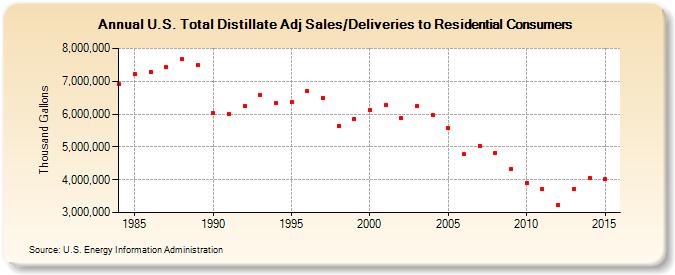 Annual U.S. Total Distillate Adj Sales/Deliveries to Residential Consumers
Thousand Gallons
8,000,000
7,000,000
6,000,000
5,000,000
4,000,000
3,000,000
1985 1990 1995 2000 2005 2010 2015
Source: U.S. Energy Information Administration